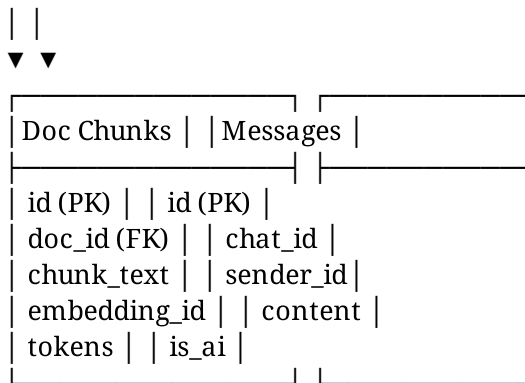 │ │
▼ ▼
┌─────────────────┐ ┌─────────────
│Doc Chunks │ │Messages │
├─────────────────┤ ├─────────────
│ id (PK) │ │ id (PK) │
│ doc_id (FK) │ │ chat_id │
│ chunk_text │ │ sender_id│
│ embedding_id │ │ content │
│ tokens │ │ is_ai │
└─────────────────┘ └─────────────